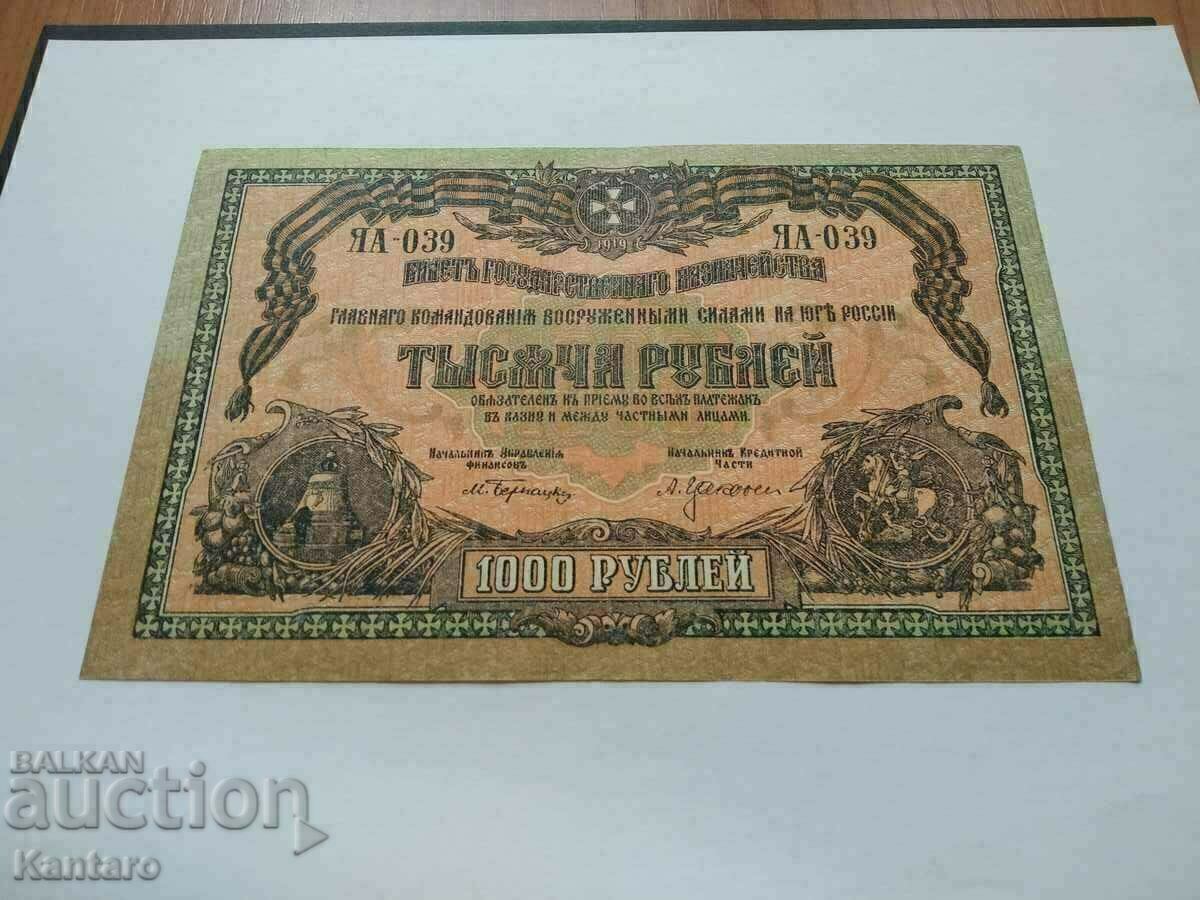 1919
ЯА-039 ЯА-039
Билетъ Государственнаго Казначейства
Главнаго Командованія Вооруженными Силами на Югѣ Россіи
ТЫСЯЧА РУБЛЕЙ
обязателенъ къ пріему во всѣхъ платежахъ
въ казну и между частными лицами.
Начальникъ Управленія
финансовъ
Начальникъ Кредитной
Части
М. Бернацкій
1000 РУБЛЕЙ
BALKAN
auction
Kantaro